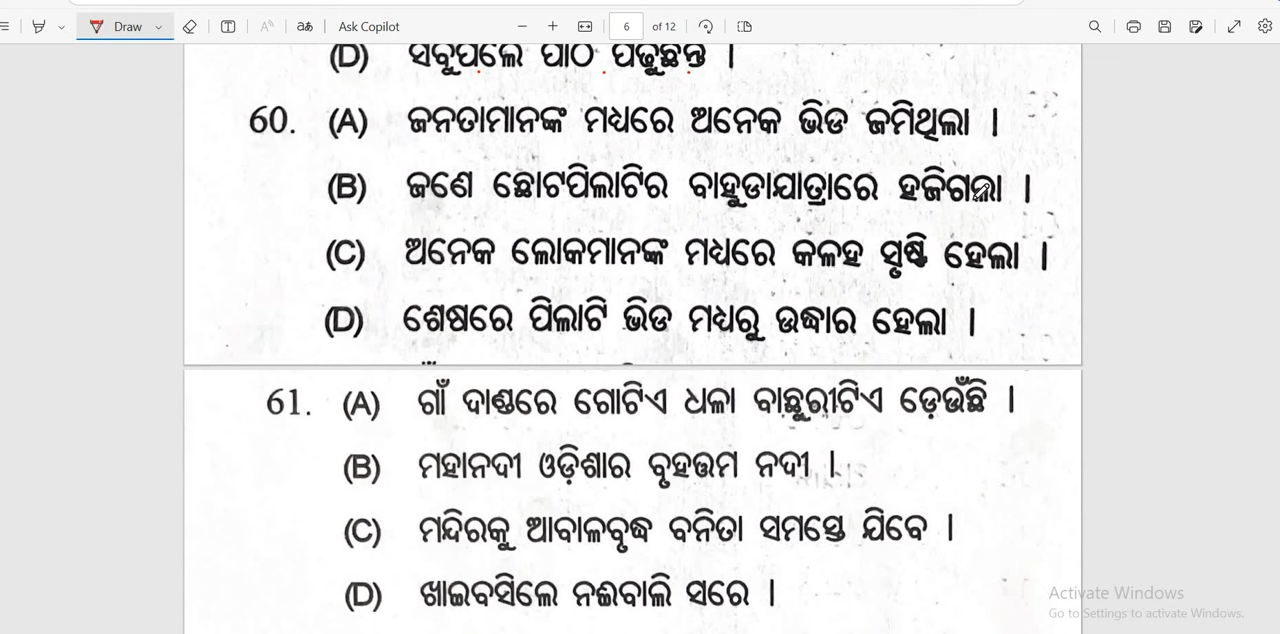 Draw Ask Copilot 6 of 12
(D) ସବୁପିଲେ ପାଠ ପଢୁଛନ୍ତି ।
60. (A) ଜନତାମାନଙ୍କ ମଧ୍ୟରେ ଅନେକ ଭିଡ ଜମିଥିଲା ।
(B) ଜଣେ ଛୋଟପିଲାଟିର ବାହୁଡାଯାତ୍ରାରେ ହଜିଗଲା ।
(C) ଅନେକ ଲୋକମାନଙ୍କ ମଧ୍ୟରେ କଳହ ସୃଷ୍ଟି ହେଲା ।
(D) ଶେଷରେ ପିଲାଟି ଭିଡ ମଧ୍ୟରୁ ଉଦ୍ଧାର ହେଲା ।
61. (A) ଗାଁ ଦାଣ୍ଡରେ ଗୋଟିଏ ଧଳା ବାଛୁରୀଟିଏ ଡ଼େଉଁଛି ।
(B) ମହାନଦୀ ଓଡ଼ିଶାର ବୃହତ୍ତମ ନଦୀ ।
(C) ମନ୍ଦିରକୁ ଆବାଳବୃଦ୍ଧ ବନିତା ସମସ୍ତେ ଯିବେ ।
(D) ଖାଇବସିଲେ ନଈବାଲି ସରେ ।
Activate Windows
Go to Settings to activate Windows.